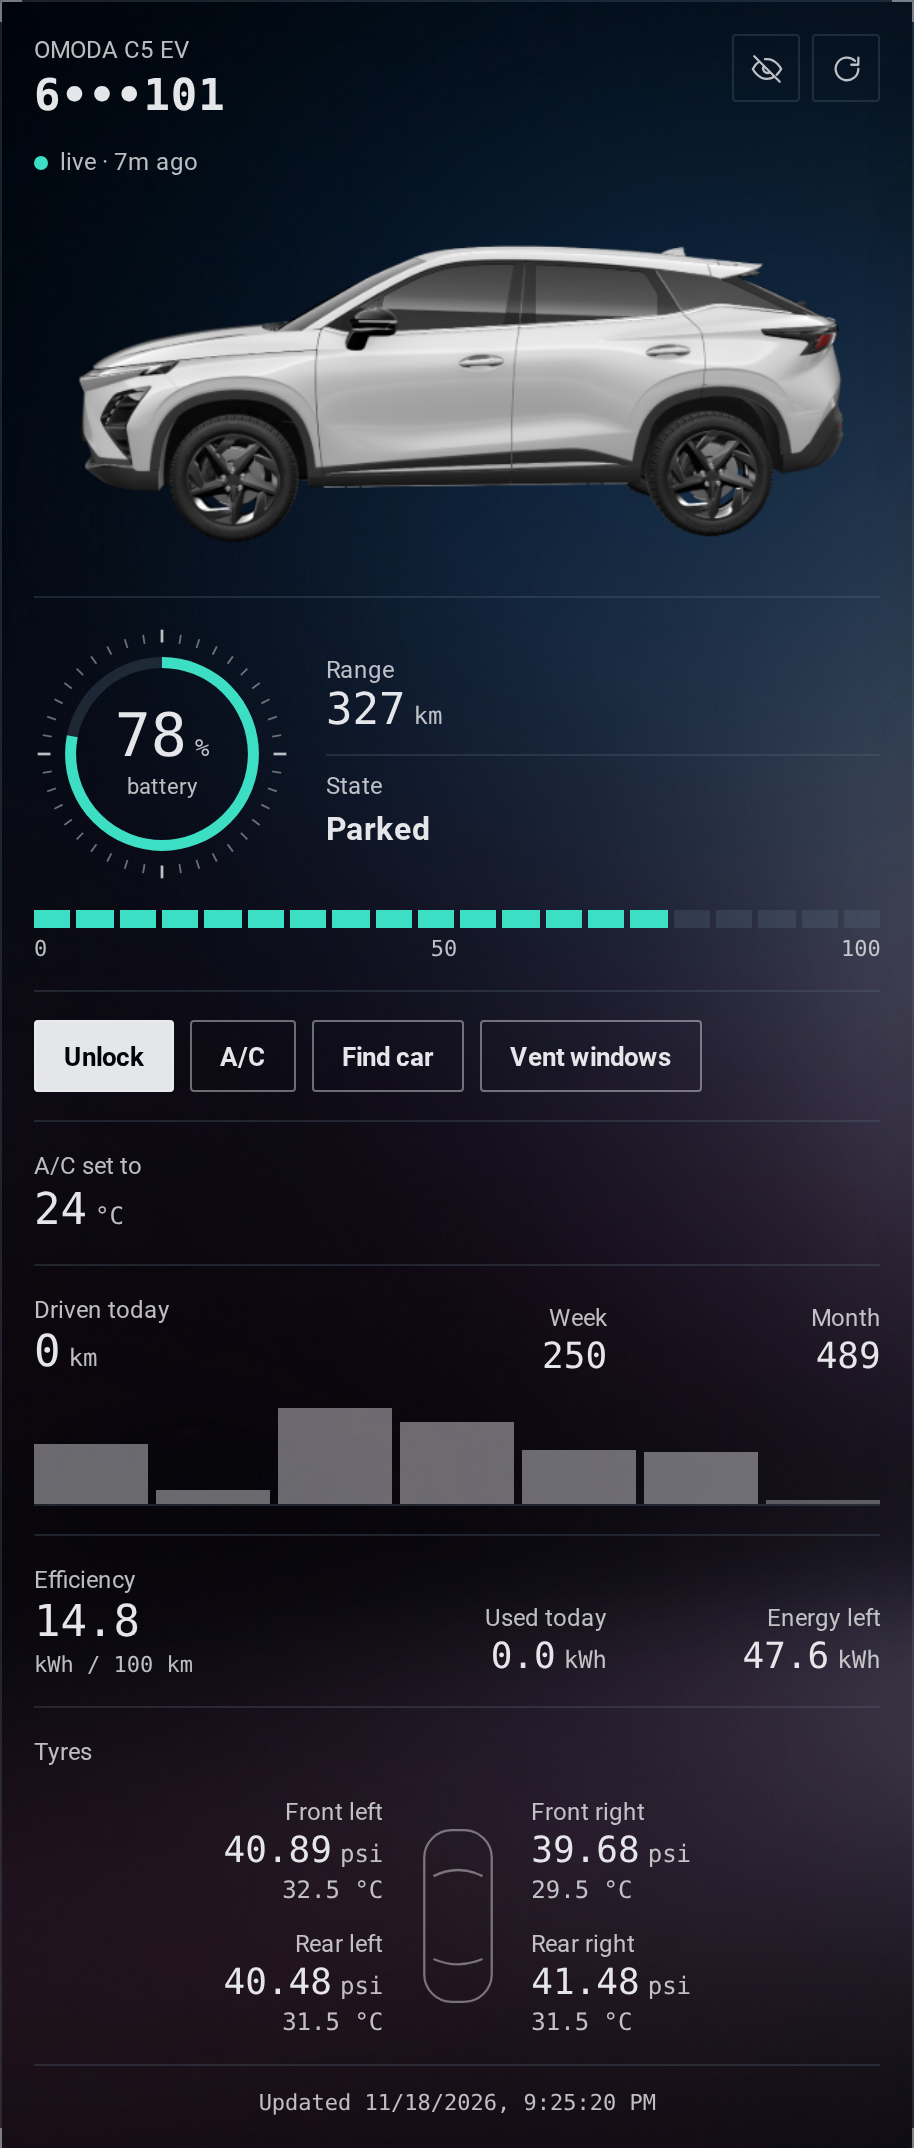 OMODA C5 EV
6•••101
live · 7m ago
78 %
battery
Range
327 km
State
Parked
0 50 100
Unlock A/C Find car Vent windows
A/C set to
24 °C
Driven today
0 km
Week
250
Month
489
Efficiency
14.8
kWh / 100 km
Used today
0.0 kWh
Energy left
47.6 kWh
Tyres
Front left
40.89 psi
32.5 °C
Front right
39.68 psi
29.5 °C
Rear left
40.48 psi
31.5 °C
Rear right
41.48 psi
31.5 °C
Updated 11/18/2026, 9:25:20 PM